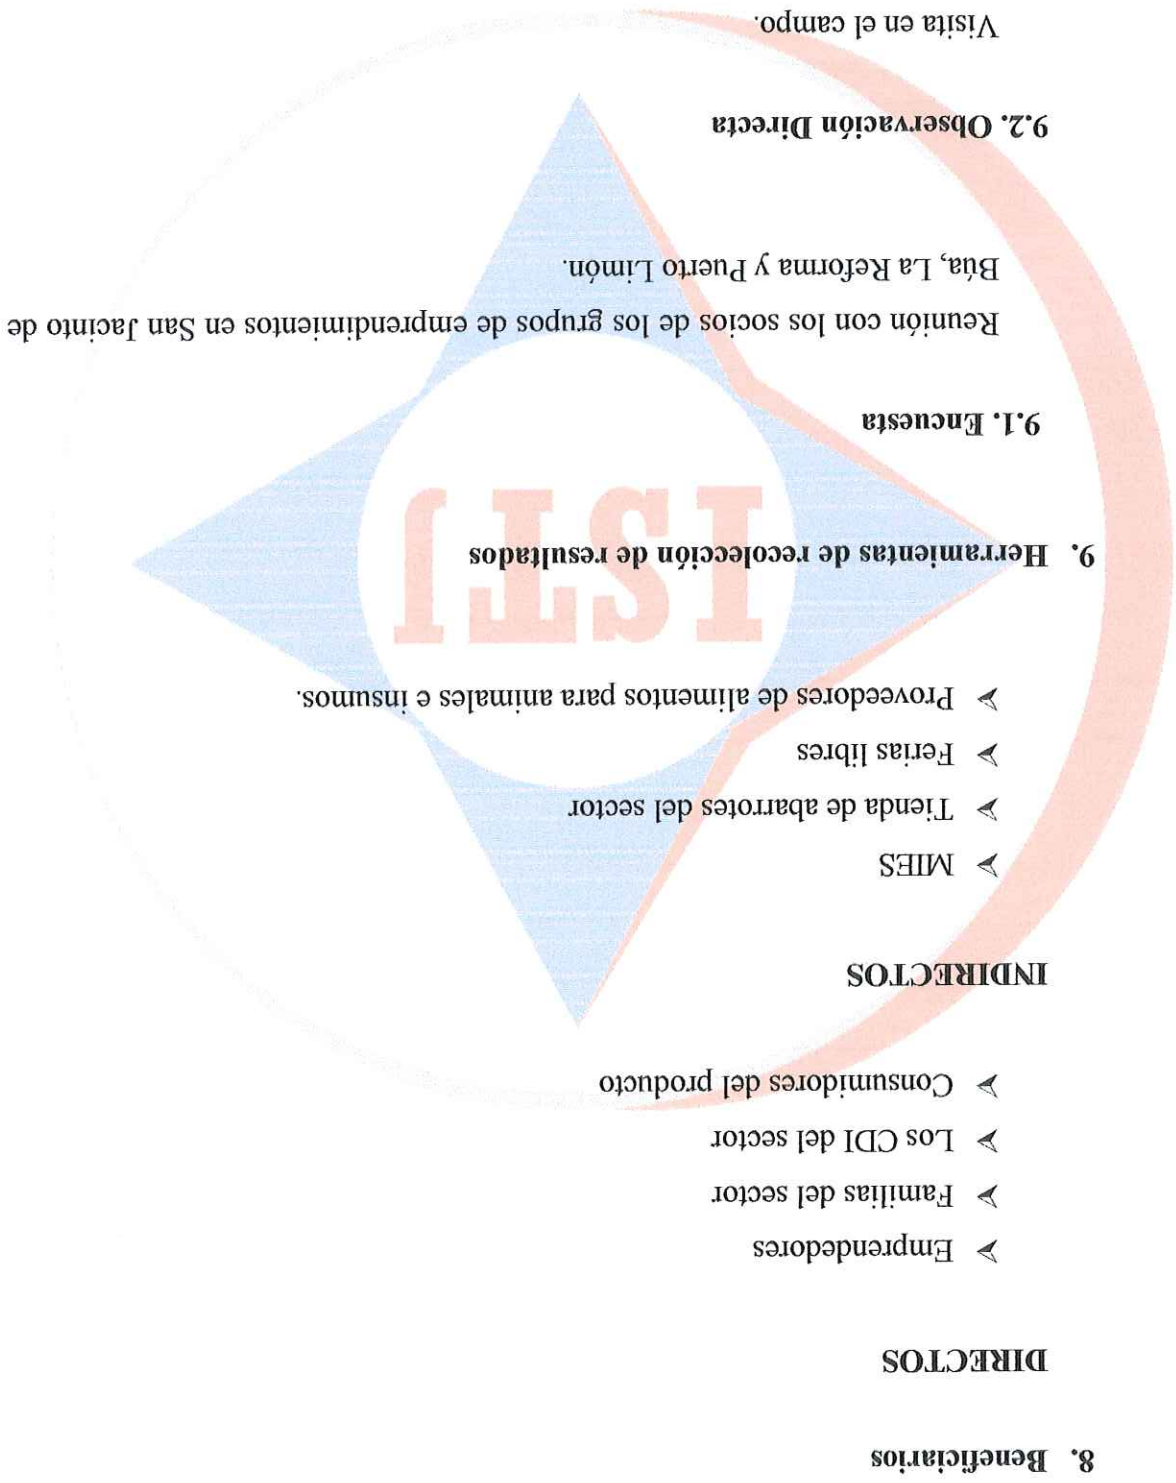 8. Beneficiarios
DIRECTOS
➢ Emprendedores
➢ Familias del sector
➢ Los CDI del sector
➢ Consumidores del producto
INDIRECTOS
➢ MIES
➢ Tienda de abarrotes del sector
➢ Ferias libres
➢ Proveedores de alimentos para animales e insumos.
ISTJ
9. Herramientas de recolección de resultados
9.1. Encuesta
Reunión con los socios de los grupos de emprendimientos en San Jacinto de
Búa, La Reforma y Puerto Limón.
9.2. Observación Directa
Visita en el campo.